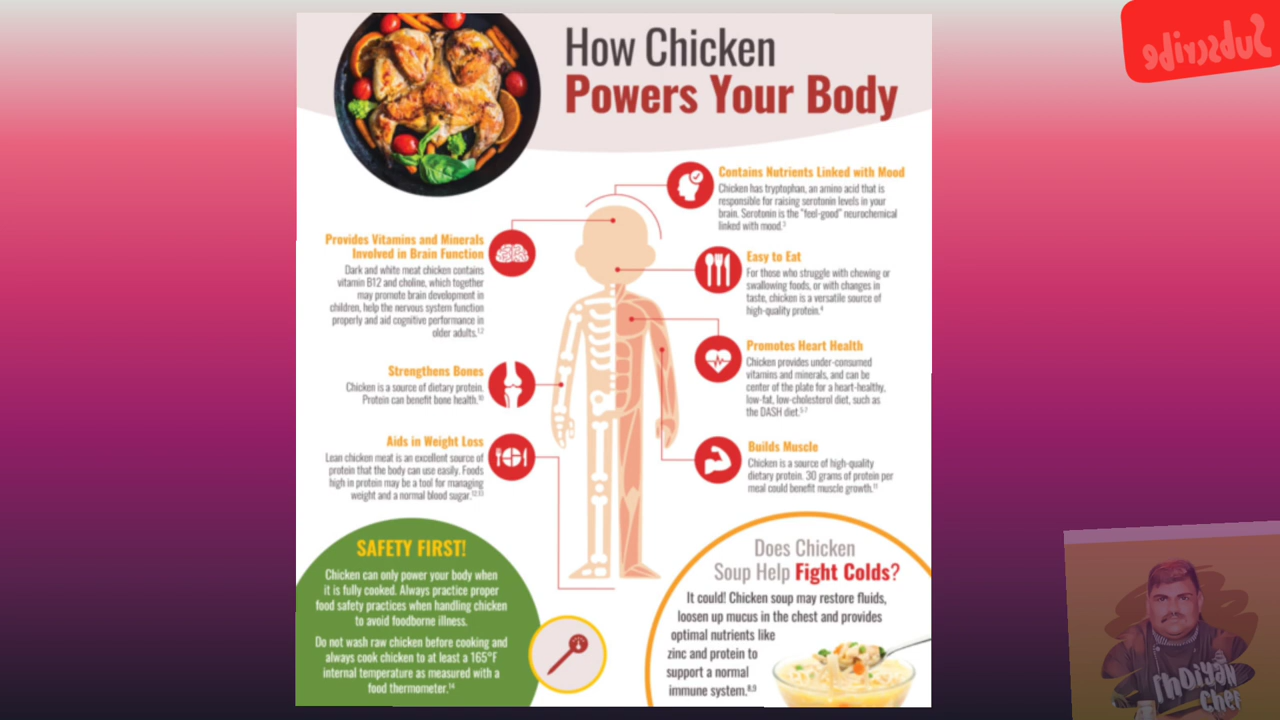 Subscribe
How Chicken
Powers Your Body
Contains Nutrients Linked with Mood
Chicken has tryptophan, an amino acid that is
responsible for raising serotonin levels in your
brain. Serotonin is the "feel-good" neurochemical
linked with mood.³
Provides Vitamins and Minerals
Involved in Brain Function
Dark and white meat chicken contains
vitamin B12 and choline, which together
may promote brain development in
children, help the nervous system function
properly and aid cognitive performance in
older adults.¹,²
Easy to Eat
For those who struggle with chewing or
swallowing foods, or with changes in
taste, chicken is a versatile source of
high-quality protein.⁴
Promotes Heart Health
Chicken provides under-consumed
vitamins and minerals, and can be
center of the plate for a heart-healthy,
low-fat, low-cholesterol diet, such as
the DASH diet.⁵⁻⁷
Strengthens Bones
Chicken is a source of dietary protein.
Protein can benefit bone health.¹⁰
Aids in Weight Loss
Lean chicken meat is an excellent source of
protein that the body can use easily. Foods
high in protein may be a tool for managing
weight and a normal blood sugar.¹²,¹³
Builds Muscle
Chicken is a source of high-quality
dietary protein. 30 grams of protein per
meal could benefit muscle growth.¹¹
SAFETY FIRST!
Chicken can only power your body when
it is fully cooked. Always practice proper
food safety practices when handling chicken
to avoid foodborne illness.
Do not wash raw chicken before cooking and
always cook chicken to at least a 165°F
internal temperature as measured with a
food thermometer.¹⁴
Does Chicken
Soup Help Fight Colds?
It could! Chicken soup may restore fluids,
loosen up mucus in the chest and provides
optimal nutrients like
zinc and protein to
support a normal
immune system.⁸,⁹
Indiyan
Chef